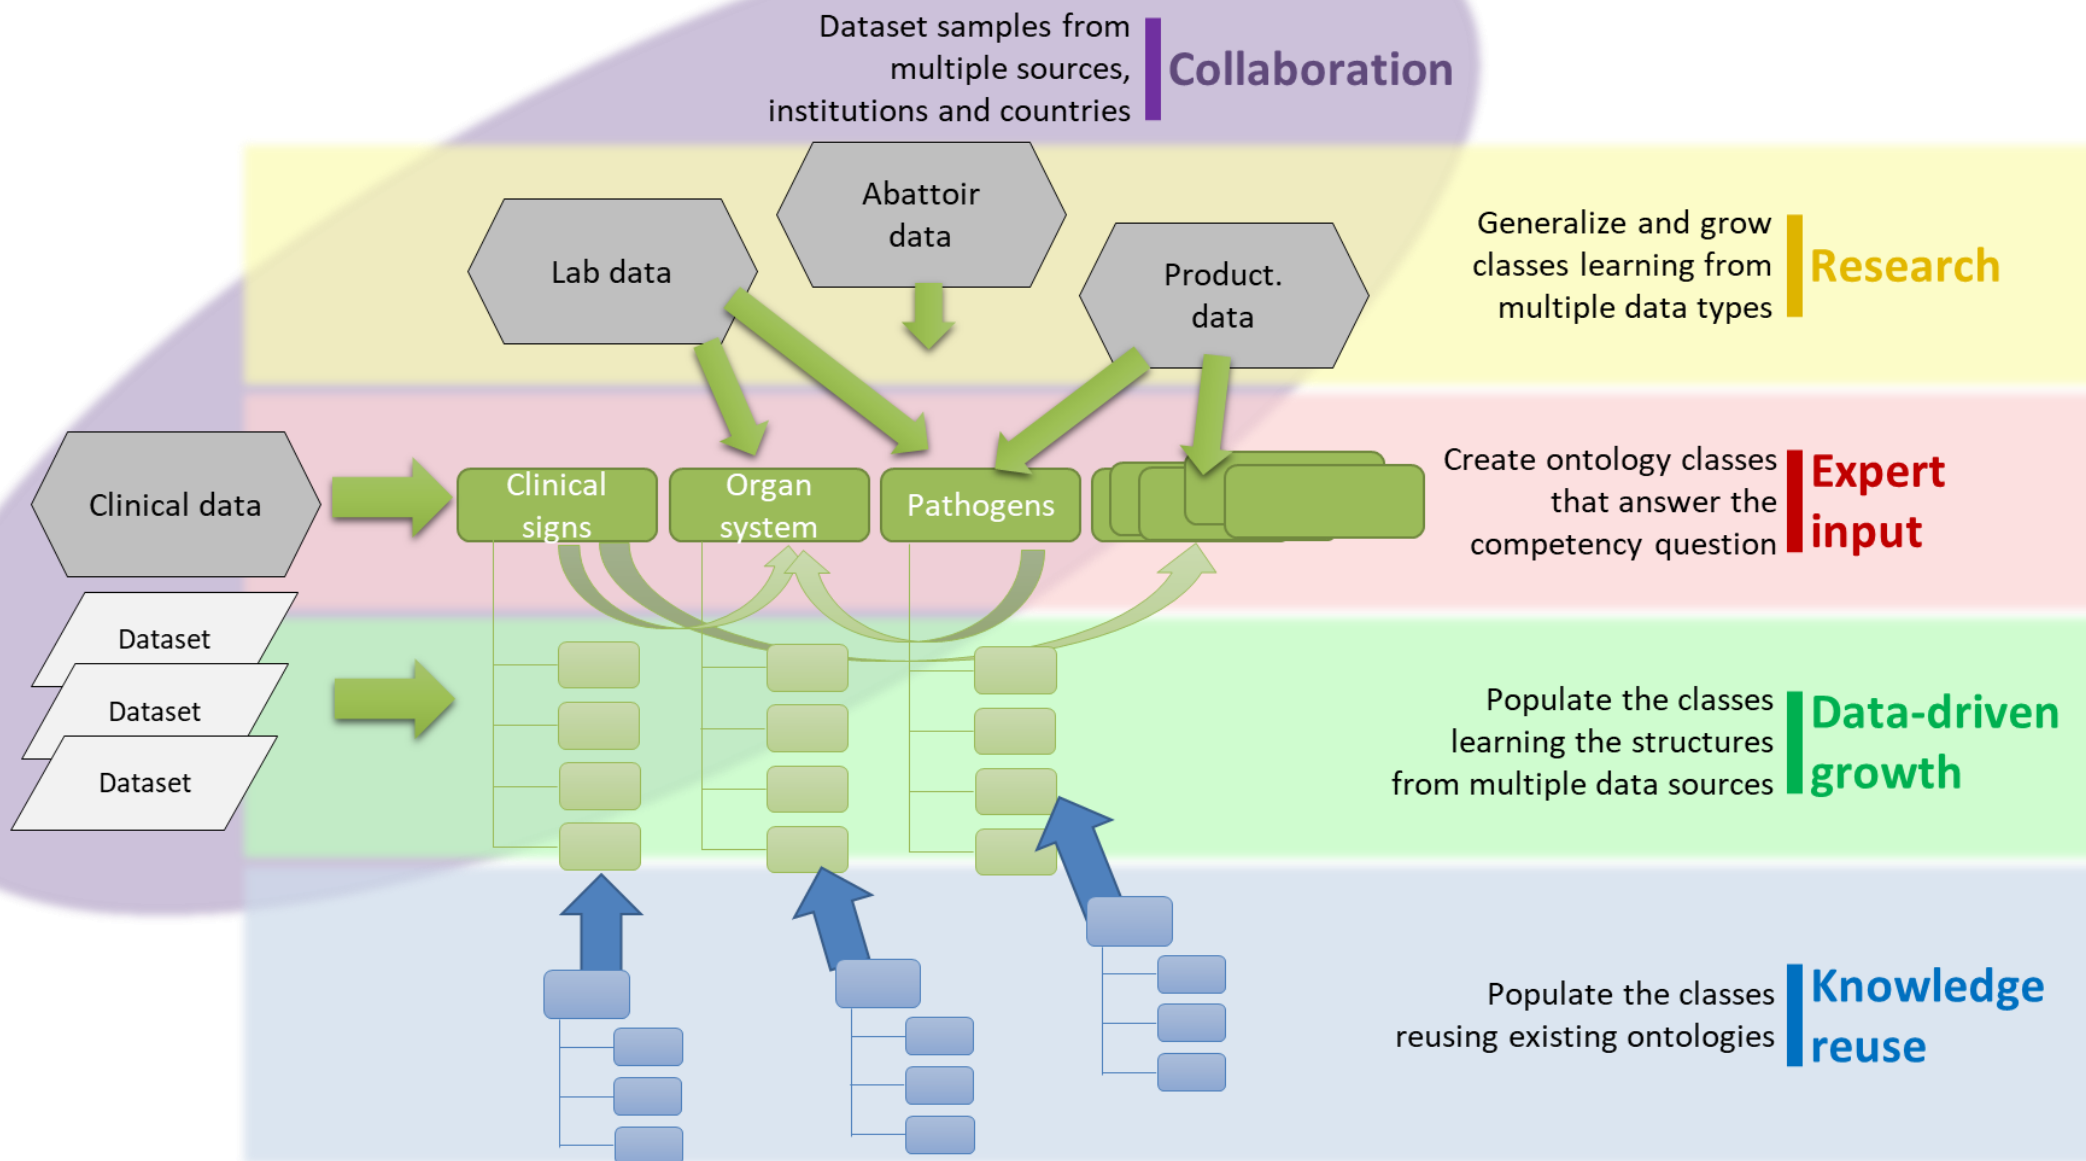 Dataset samples from
multiple sources,
institutions and countries
Collaboration
Abattoir
data
Lab data
Product.
data
Generalize and grow
classes learning from
multiple data types
Research
Clinical data
Clinical
signs
Organ
system
Pathogens
Create ontology classes
that answer the
competency question
Expert
input
Dataset
Dataset
Dataset
Populate the classes
learning the structures
from multiple data sources
Data-driven
growth
Populate the classes
reusing existing ontologies
Knowledge
reuse